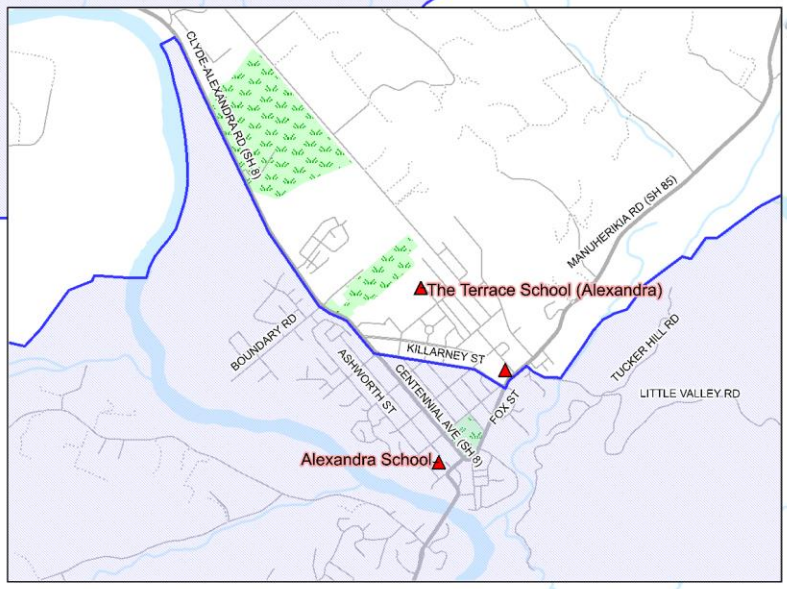 CLYDE-ALEXANDRA RD (SH 8)
MANUHERIKIA RD (SH 85)
The Terrace School (Alexandra)
BOUNDARY RD
KILLARNEY ST
TUCKER HILL RD
ASHWORTH ST
CENTENNIAL AVE (SH 8)
FOX ST
LITTLE VALLEY RD
Alexandra School